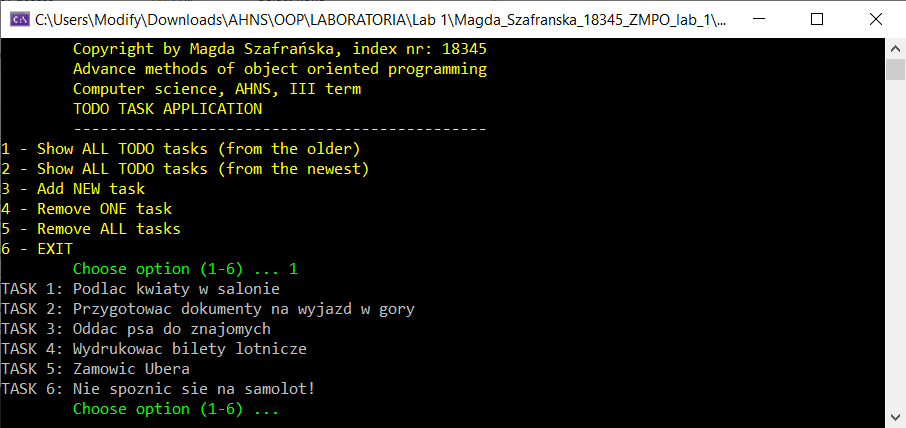 C:\Users\Modify\Downloads\AHNS\OOP\LABORATORIA\Lab 1\Magda_Szafranska_18345_ZMPO_lab_1\...
Copyright by Magda Szafrańska, index nr: 18345
Advance methods of object oriented programming
Computer science, AHNS, III term
TODO TASK APPLICATION
----------------------------------------------
1 - Show ALL TODO tasks (from the older)
2 - Show ALL TODO tasks (from the newest)
3 - Add NEW task
4 - Remove ONE task
5 - Remove ALL tasks
6 - EXIT
Choose option (1-6) ... 1
TASK 1: Podlac kwiaty w salonie
TASK 2: Przygotowac dokumenty na wyjazd w gory
TASK 3: Oddac psa do znajomych
TASK 4: Wydrukowac bilety lotnicze
TASK 5: Zamowic Ubera
TASK 6: Nie spoznic sie na samolot!
Choose option (1-6) ...